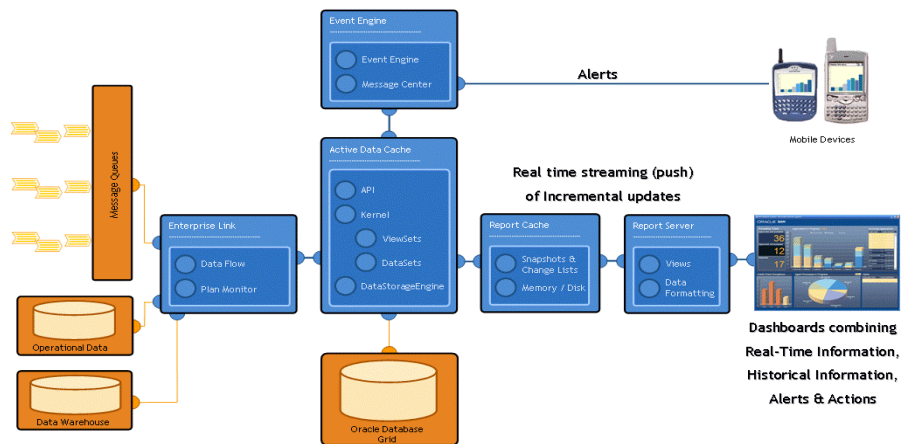 Event Engine
Event Engine
Message Center
Alerts
Mobile Devices
Message Queues
Active Data Cache
API
Kernel
ViewSets
DataSets
DataStorageEngine
Real time streaming (push)
of Incremental updates
Enterprise Link
Data Flow
Plan Monitor
Report Cache
Snapshots &
Change Lists
Memory / Disk
Report Server
Views
Data
Formatting
36
12
17
Operational Data
Data Warehouse
Oracle Database
Grid
Dashboards combining
Real-Time Information,
Historical Information,
Alerts & Actions